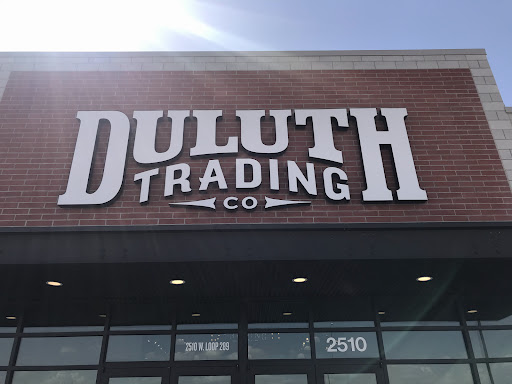 DULUTH
TRADING
CO
2510 W. LOOP 289
2510